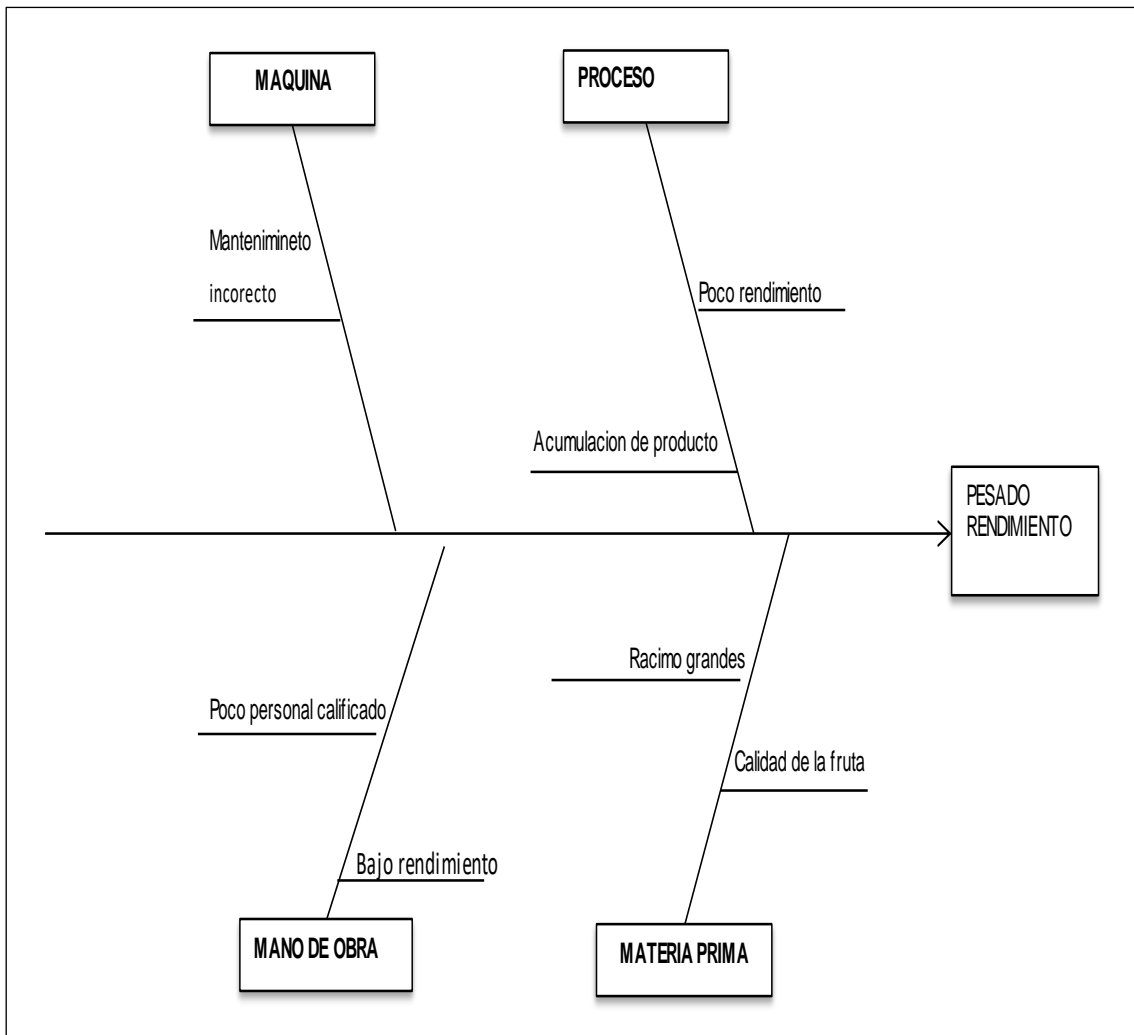 MAQUINA
PROCESO
Mantenimineto
incorecto
Poco rendimiento
Acumulacion de producto
PESADO
RENDIMIENTO
Racimo grandes
Poco personal calificado
Calidad de la fruta
Bajo rendimiento
MANO DE OBRA
MATERIA PRIMA